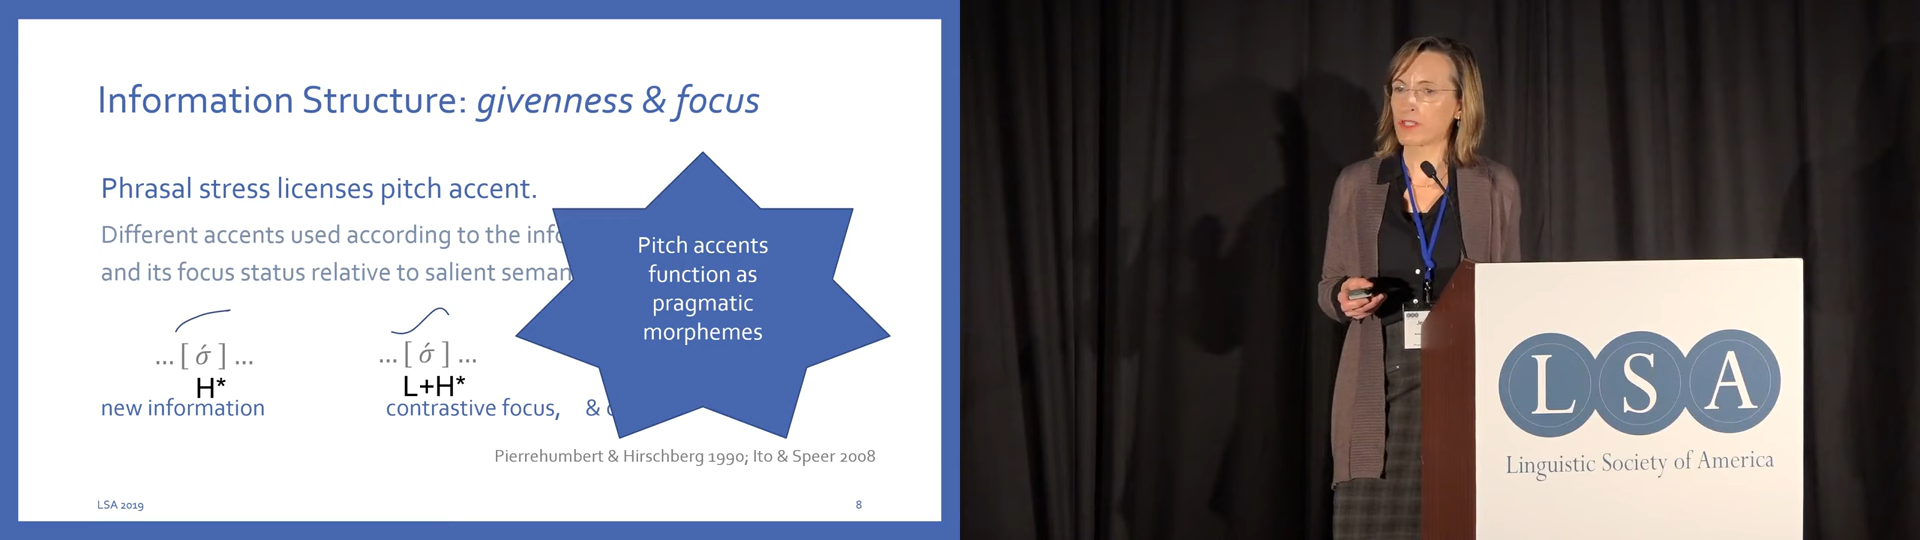 Information Structure: givenness & focus
Phrasal stress licenses pitch accent.
Different accents used according to the
and its focus status relative to salient
Pitch accents
function as
pragmatic
morphemes
... [ σ́ ] ...
... [ σ́ ] ...
H*
L+H*
new information
contrastive focus, &
Pierrehumbert & Hirschberg 1990; Ito & Speer 2008
LSA 2019
8
LSA
Linguistic Society of America